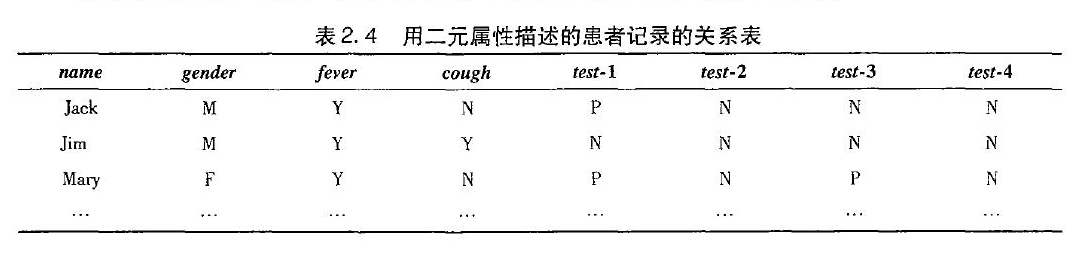 表2.4 用二元属性描述的患者记录的关系表
name gender fever cough test-1 test-2 test-3 test-4
Jack M Y N P N N N
Jim M Y Y N N N N
Mary F Y N P N P N
… … … … … … … …